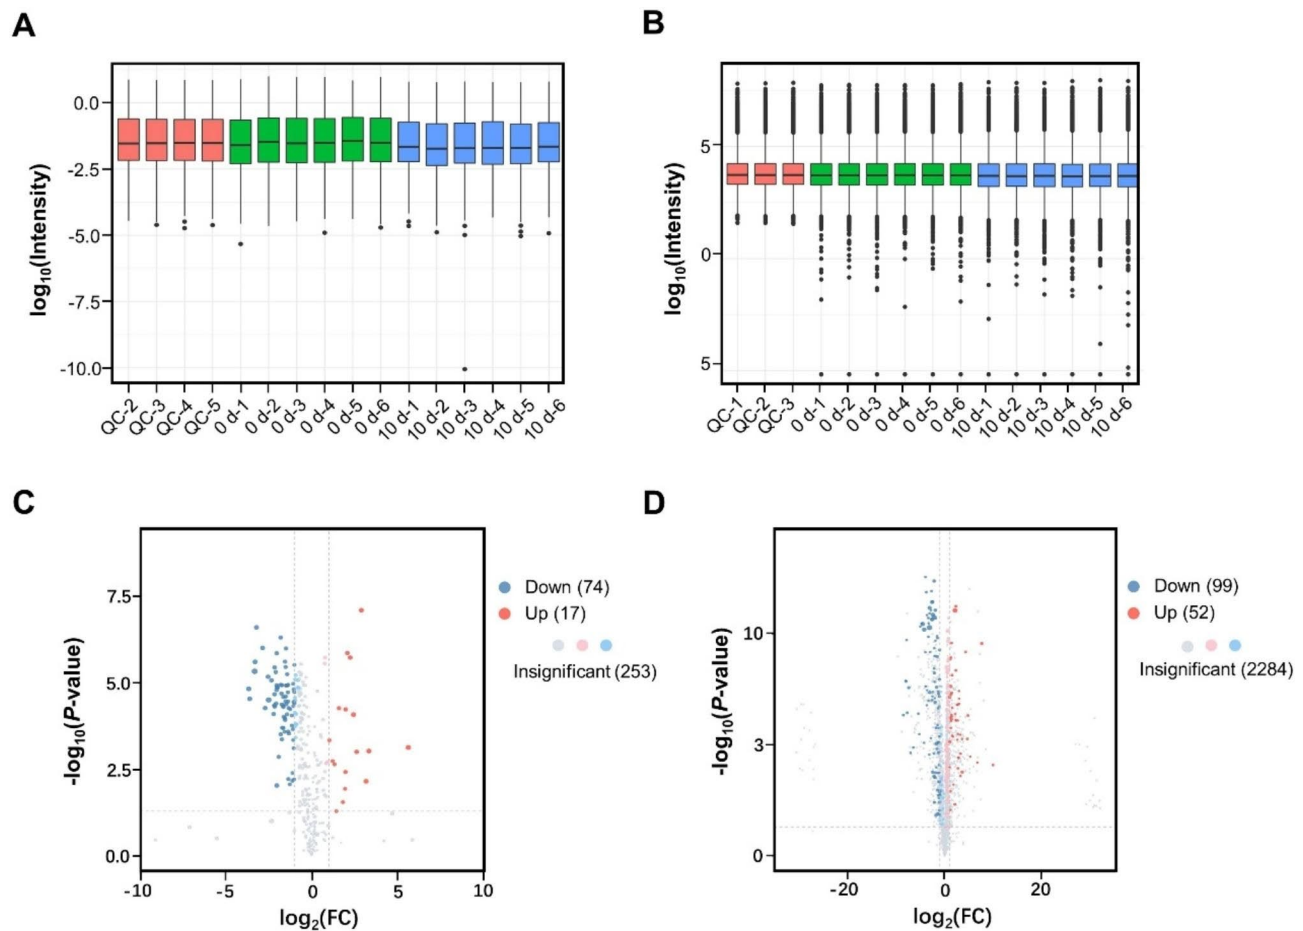 A
B
0.0
-2.5
-5.0
-7.5
-10.0
log10(Intensity)
QC-2
QC-3
QC-4
QC-5
0 d-1
0 d-2
0 d-3
0 d-4
0 d-5
0 d-6
10 d-1
10 d-2
10 d-3
10 d-4
10 d-5
10 d-6
5
0
5
log10(Intensity)
QC-1
QC-2
QC-3
0 d-1
0 d-2
0 d-3
0 d-4
0 d-5
0 d-6
10 d-1
10 d-2
10 d-3
10 d-4
10 d-5
10 d-6
C
D
7.5
5.0
2.5
0.0
-log10(P-value)
-10
-5
0
5
10
log2(FC)
Down (74)
Up (17)
Insignificant (253)
10
3
0
-log10(P-value)
-20
0
20
log2(FC)
Down (99)
Up (52)
Insignificant (2284)